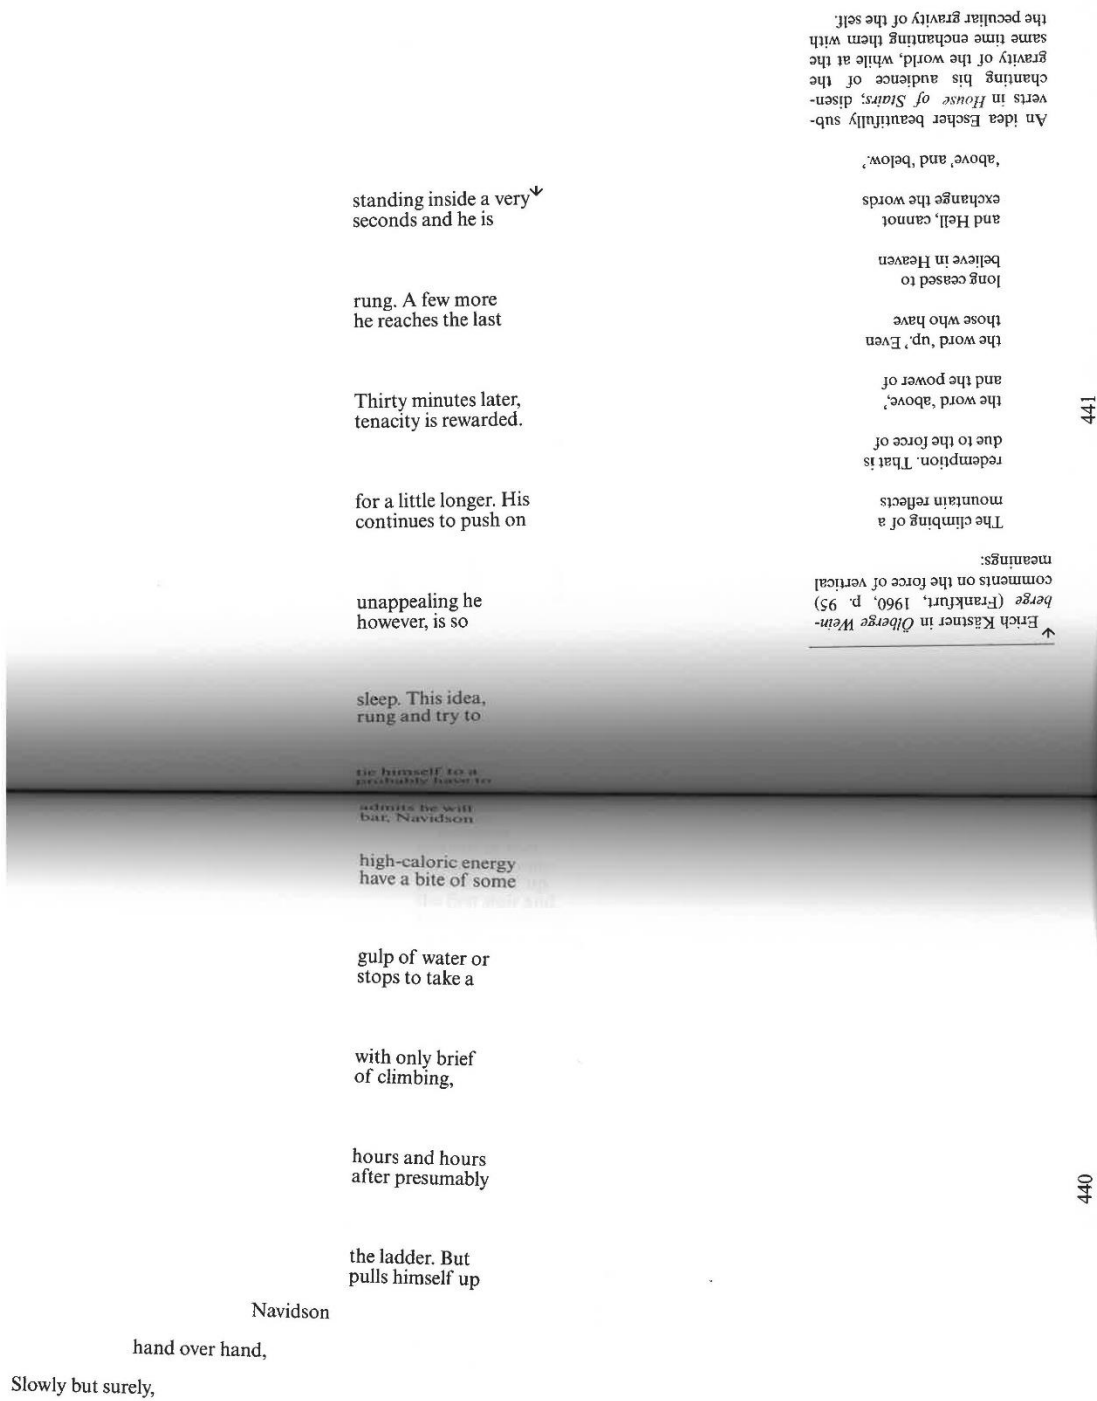 Slowly but surely,
hand over hand,
Navidson
pulls himself up
the ladder. But
after presumably
hours and hours
of climbing,
with only brief
stops to take a
gulp of water or
have a bite of some
high-caloric energy
bar, Navidson
admits he will
probably have to
tie himself to a
rung and try to
sleep. This idea,
however, is so
unappealing he
continues to push on
for a little longer. His
tenacity is rewarded.
Thirty minutes later,
he reaches the last
rung. A few more
seconds and he is
standing inside a very↓
↓
Erich Kästner in Ölberge Wein-
berge (Frankfurt, 1960, p. 95)
comments on the force of vertical
meanings:
The climbing of a
mountain reflects
redemption. That is
due to the force of
the word 'above,'
and the power of
the word 'up.' Even
those who have
long ceased to
believe in Heaven
and Hell, cannot
exchange the words
'above' and 'below.'
An idea Escher beautifully sub-
verts in House of Stairs; disen-
chanting his audience of the
gravity of the world, while at the
same time enchanting them with
the peculiar gravity of the self.
440
441